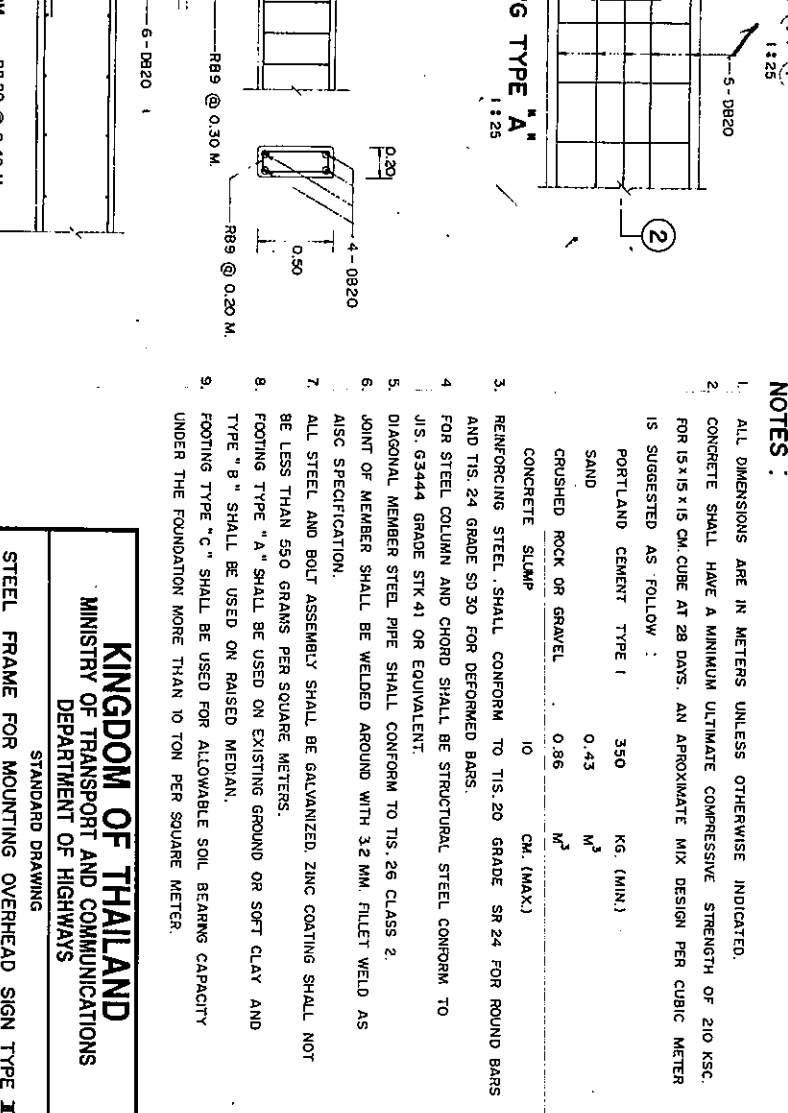 1:25
5-DB20
2
G TYPE "A"
1:25
0.20
4-DB20
0.50
RB9 @ 0.30 M.
RB9 @ 0.20 M.
6-DB20
NOTES :
1. ALL DIMENSIONS ARE IN METERS UNLESS OTHERWISE INDICATED.
2. CONCRETE SHALL HAVE A MINIMUM ULTIMATE COMPRESSIVE STRENGTH OF 210 KSC.
FOR 15 x 15 x 15 CM. CUBE AT 28 DAYS. AN APROXIMATE MIX DESIGN PER CUBIC METER
IS SUGGESTED AS FOLLOW :
PORTLAND CEMENT TYPE I 350 KG. (MIN.)
SAND 0.43 M³
CRUSHED ROCK OR GRAVEL 0.86 M³
CONCRETE SLUMP 10 CM. (MAX.)
3. REINFORCING STEEL SHALL CONFORM TO TIS. 20 GRADE SR 24 FOR ROUND BARS
AND TIS. 24 GRADE SD 30 FOR DEFORMED BARS.
4 FOR STEEL COLUMN AND CHORD SHALL BE STRUCTURAL STEEL CONFORM TO
JIS. G3444 GRADE STK 41 OR EQUIVALENT.
5. DIAGONAL MEMBER STEEL PIPE SHALL CONFORM TO TIS. 26 CLASS 2.
6. JOINT OF MEMBER SHALL BE WELDED AROUND WITH 3.2 MM. FILLET WELD AS
AISC SPECIFICATION.
7. ALL STEEL AND BOLT ASSEMBLY SHALL BE GALVANIZED, ZINC COATING SHALL NOT
BE LESS THAN 550 GRAMS PER SQUARE METERS.
8. FOOTING TYPE "A" SHALL BE USED ON EXISTING GROUND OR SOFT CLAY AND
TYPE "B" SHALL BE USED ON RAISED MEDIAN.
9. FOOTING TYPE "C" SHALL BE USED FOR ALLOWABLE SOIL BEARING CAPACITY
UNDER THE FOUNDATION MORE THAN 10 TON PER SQUARE METER.
KINGDOM OF THAILAND
MINISTRY OF TRANSPORT AND COMMUNICATIONS
DEPARTMENT OF HIGHWAYS
STANDARD DRAWING
STEEL FRAME FOR MOUNTING OVERHEAD SIGN TYPE